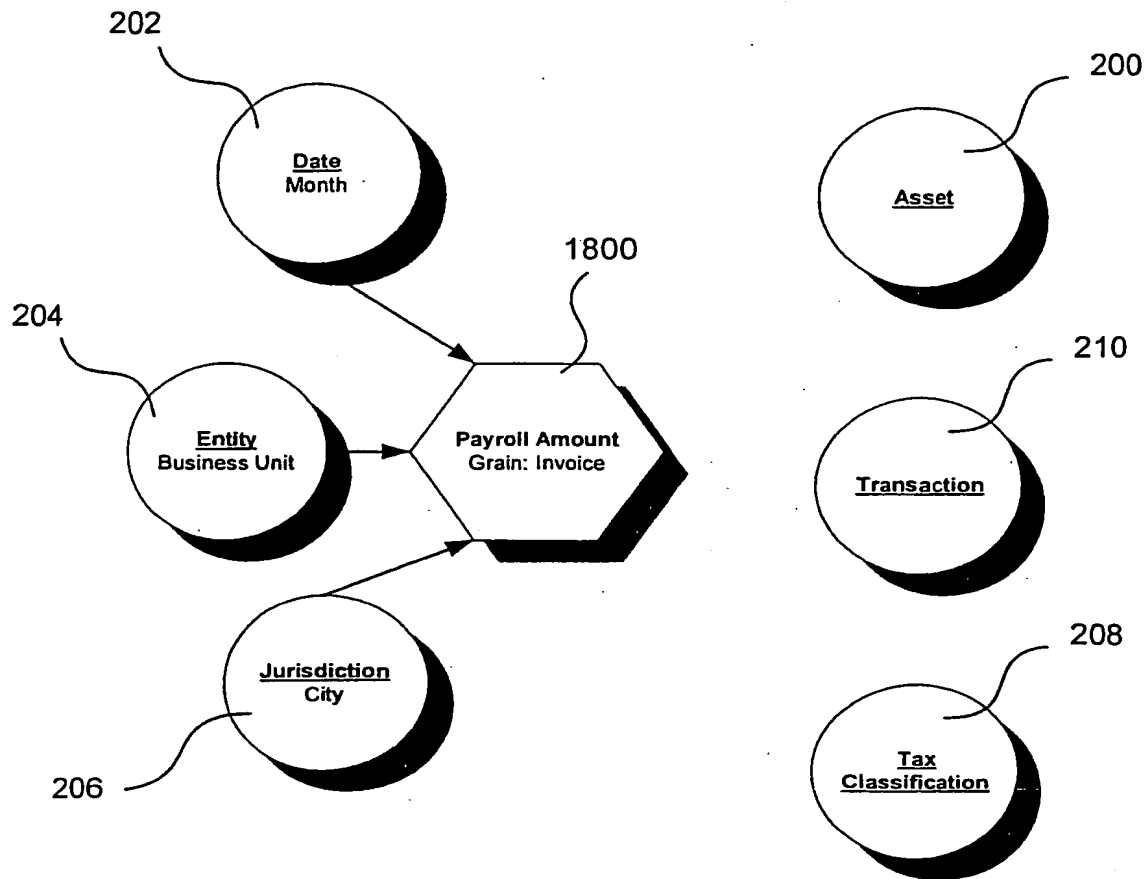 202
Date
Month
200
Asset
1800
204
Entity
Business Unit
Payroll Amount
Grain: Invoice
210
Transaction
206
Jurisdiction
City
208
Tax
Classification